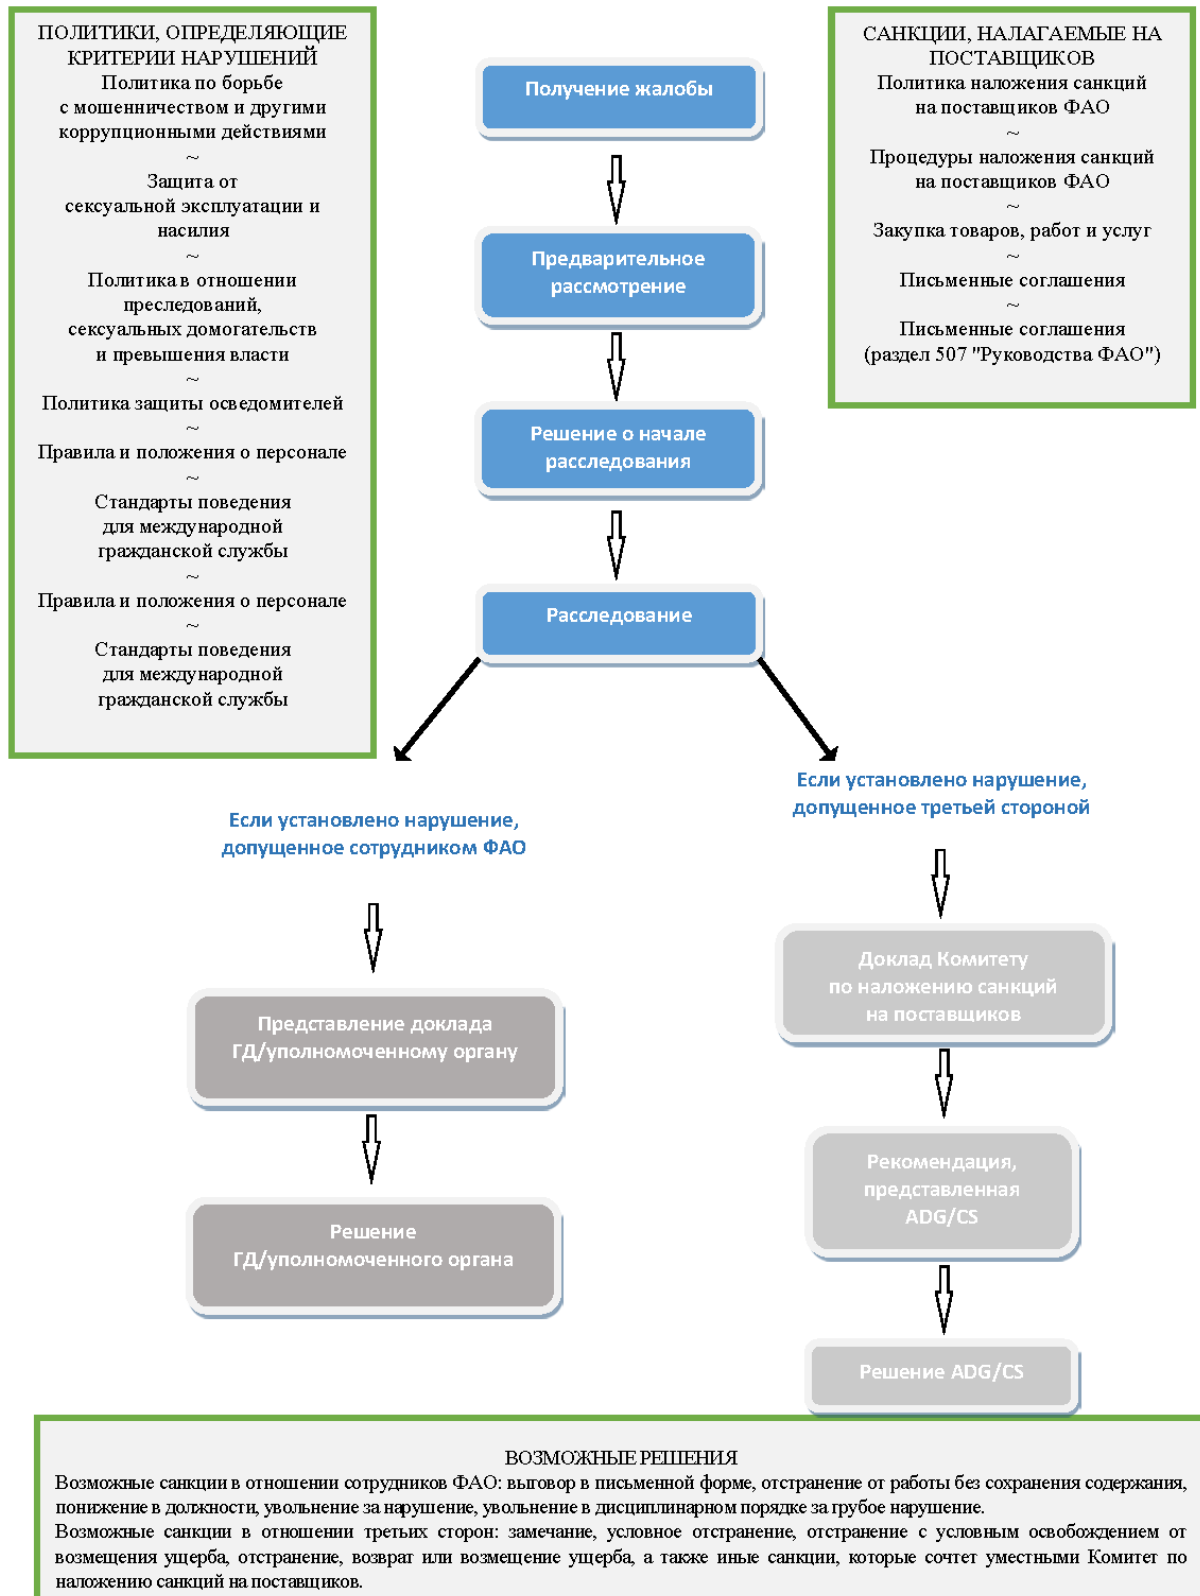 ПОЛИТИКИ, ОПРЕДЕЛЯЮЩИЕ
КРИТЕРИИ НАРУШЕНИЙ
Политика по борьбе
с мошенничеством и другими
коррупционными действиями
~
Защита от
сексуальной эксплуатации и
насилия
~
Политика в отношении
преследований,
сексуальных домогательств
и превышения власти
~
Политика защиты осведомителей
~
Правила и положения о персонале
~
Стандарты поведения
для международной
гражданской службы
~
Правила и положения о персонале
~
Стандарты поведения
для международной
гражданской службы
САНКЦИИ, НАЛАГАЕМЫЕ НА
ПОСТАВЩИКОВ
Политика наложения санкций
на поставщиков ФАО
~
Процедуры наложения санкций
на поставщиков ФАО
~
Закупка товаров, работ и услуг
~
Письменные соглашения
~
Письменные соглашения
(раздел 507 "Руководства ФАО")
Получение жалобы
Предварительное
рассмотрение
Решение о начале
расследования
Расследование
Если установлено нарушение,
допущенное сотрудником ФАО
Представление доклада
ГД/уполномоченному органу
Решение
ГД/уполномоченного органа
Если установлено нарушение,
допущенное третьей стороной
Доклад Комитету
по наложению санкций
на поставщиков
Рекомендация,
представленная
ADG/CS
Решение ADG/CS
ВОЗМОЖНЫЕ РЕШЕНИЯ
Возможные санкции в отношении сотрудников ФАО: выговор в письменной форме, отстранение от работы без сохранения содержания,
понижение в должности, увольнение за нарушение, увольнение в дисциплинарном порядке за грубое нарушение.
Возможные санкции в отношении третьих сторон: замечание, условное отстранение, отстранение с условным освобождением от
возмещения ущерба, отстранение, возврат или возмещение ущерба, а также иные санкции, которые сочтет уместными Комитет по
наложению санкций на поставщиков.